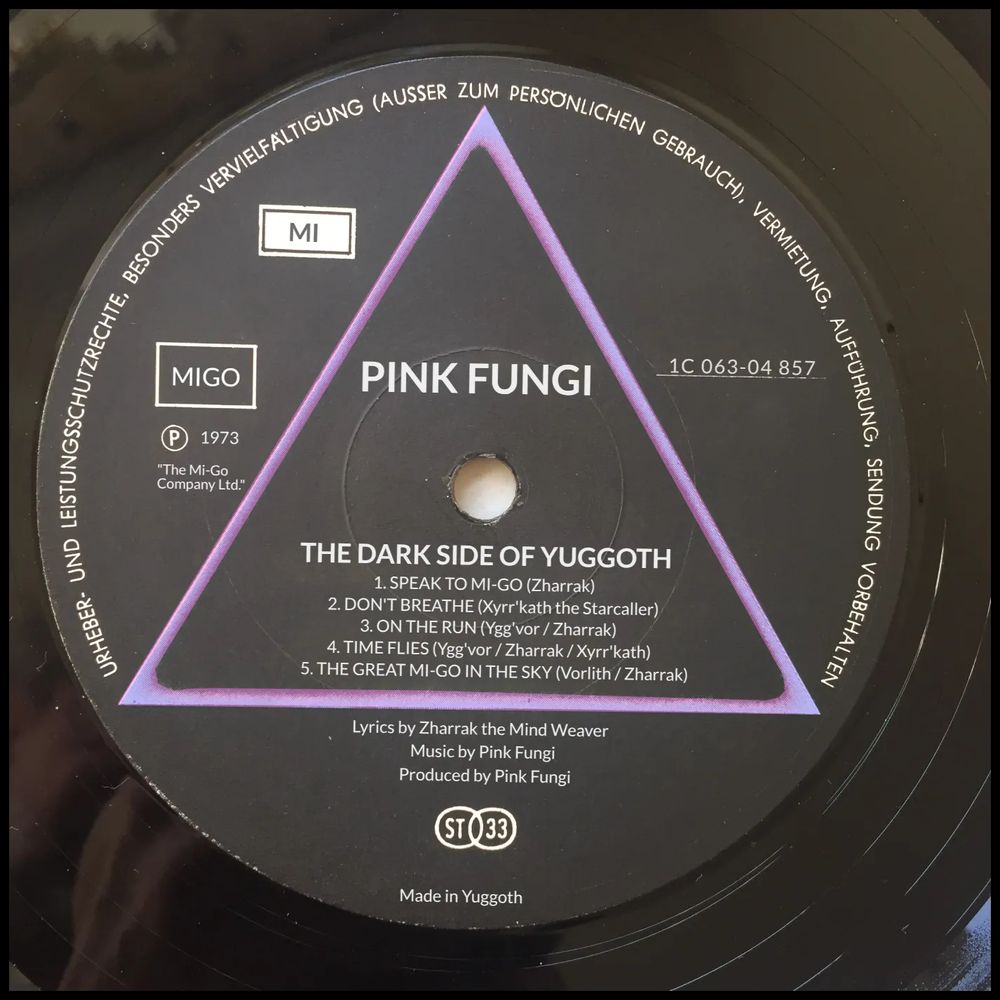 URHEBER- UND LEISTUNGSSCHUTZRECHTE, BESONDERS VERVIELFÄLTIGUNG (AUSSER ZUM PERSÖNLICHEN GEBRAUCH), VERMIETUNG, AUFFÜHRUNG, SENDUNG VORBEHALTEN
MI
MIGO
PINK FUNGI
1C 063-04 857
Ⓟ 1973
"The Mi-Go
Company Ltd."
THE DARK SIDE OF YUGGOTH
1. SPEAK TO MI-GO (Zharrak)
2. DON'T BREATHE (Xyrr'kath the Starcaller)
3. ON THE RUN (Ygg'vor / Zharrak)
4. TIME FLIES (Ygg'vor / Zharrak / Xyrr'kath)
5. THE GREAT MI-GO IN THE SKY (Vorlith / Zharrak)
Lyrics by Zharrak the Mind Weaver
Music by Pink Fungi
Produced by Pink Fungi
ST 33
Made in Yuggoth